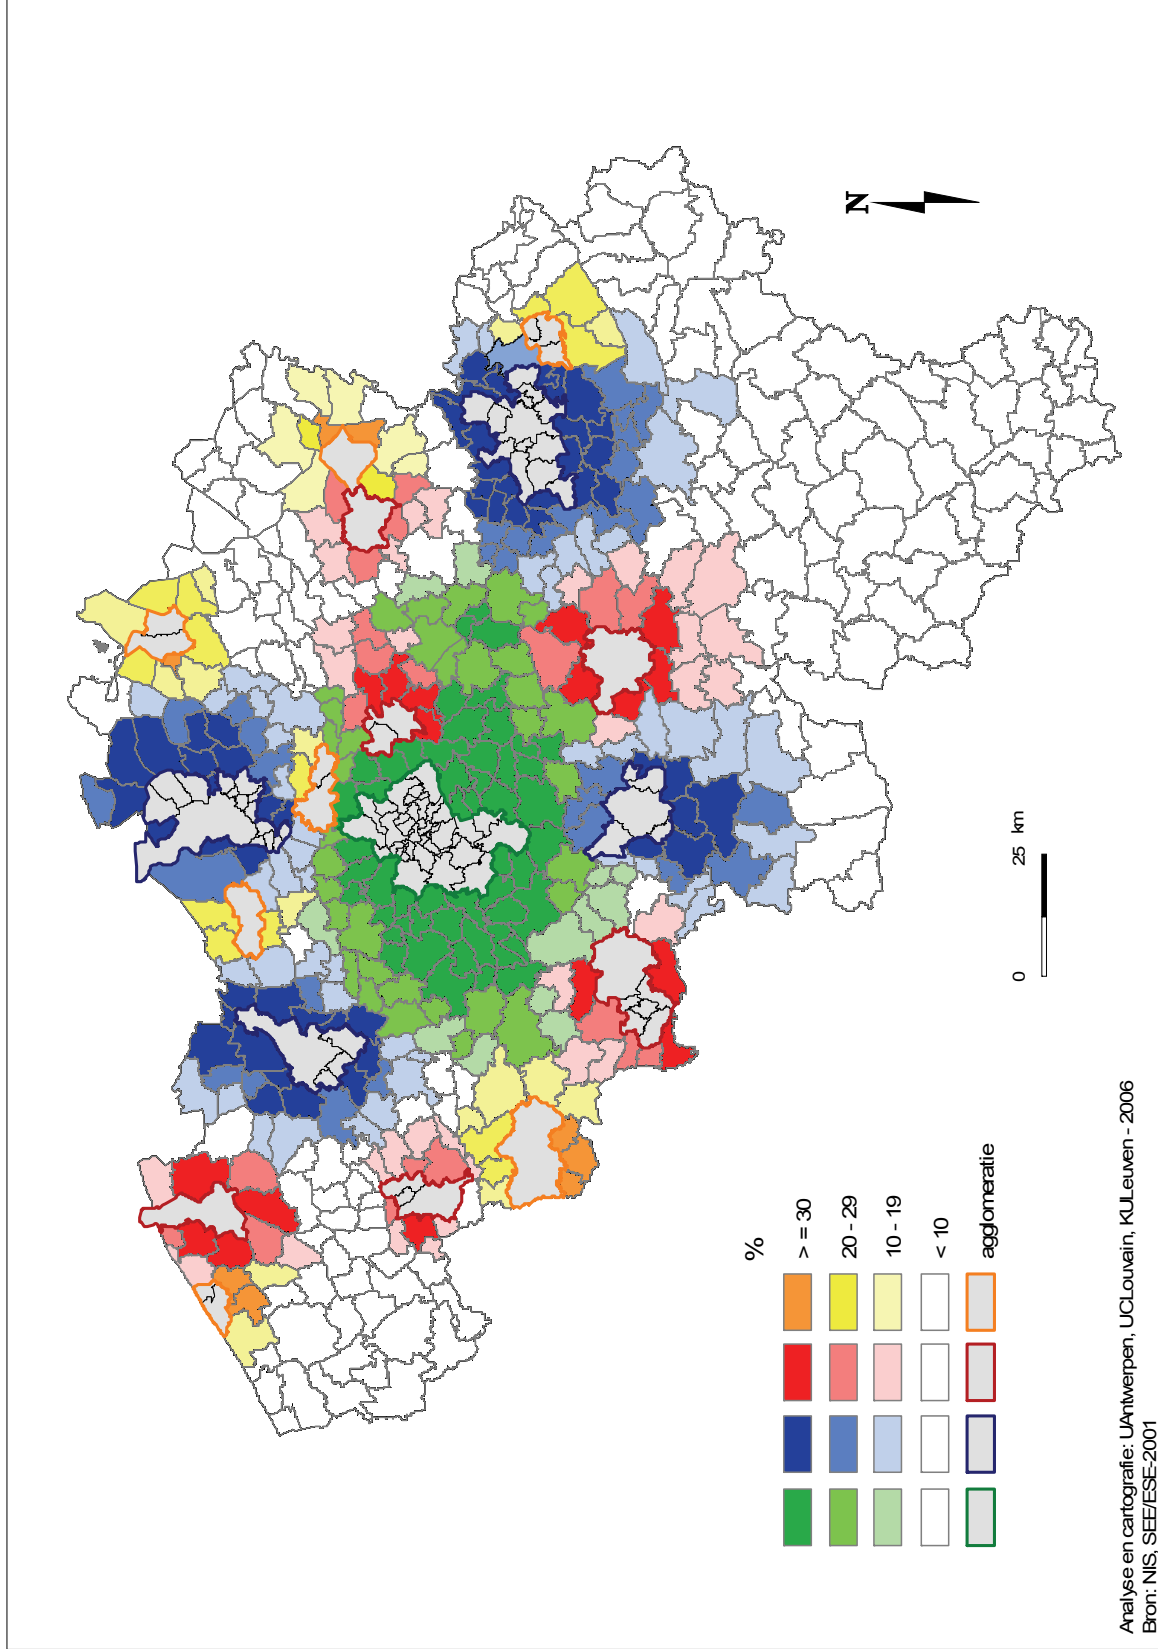 N
%
> = 30
20 - 29
10 - 19
< 10
agglomeratie
0 25 km
Analyse en cartografie: UAntwerpen, UCLouvain, KULeuven - 2006
Bron: NIS, SEE/ESE-2001